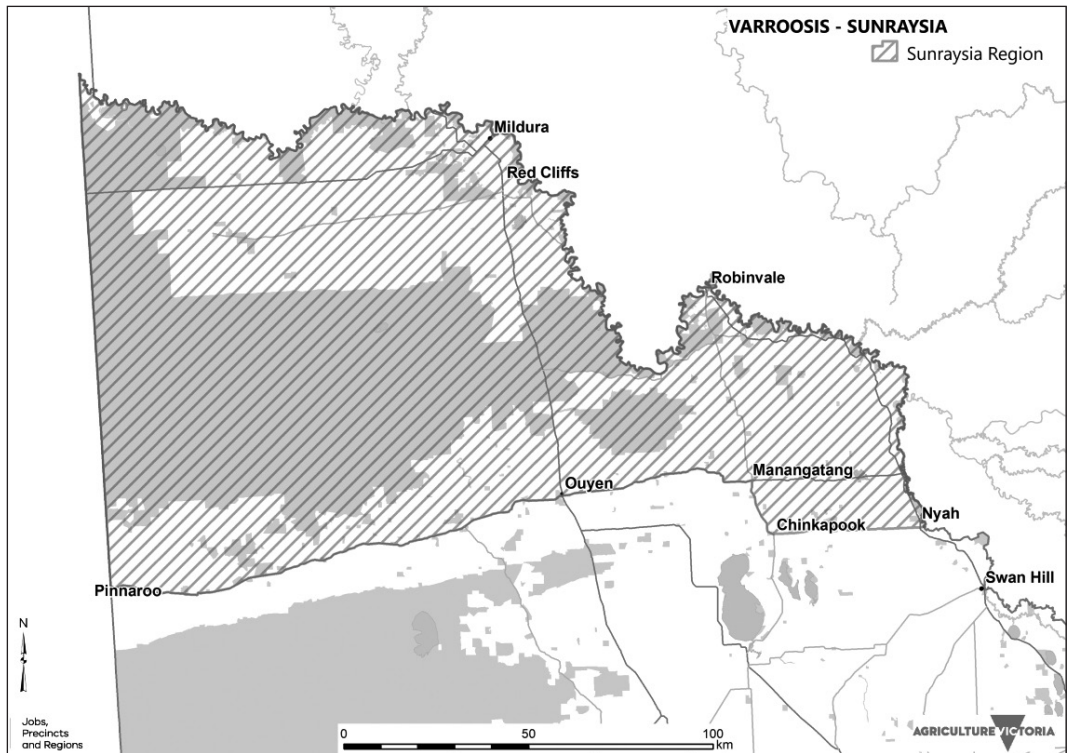 VARROOSIS - SUNRAYSIA
Sunraysia Region
Mildura
Red Cliffs
Robinvale
Manangatang
Ouyen
Chinkapook
Nyah
Pinnaroo
Swan Hill
N
Jobs,
Precincts
and Regions
0 50 100
km
AGRICULTURE VICTORIA